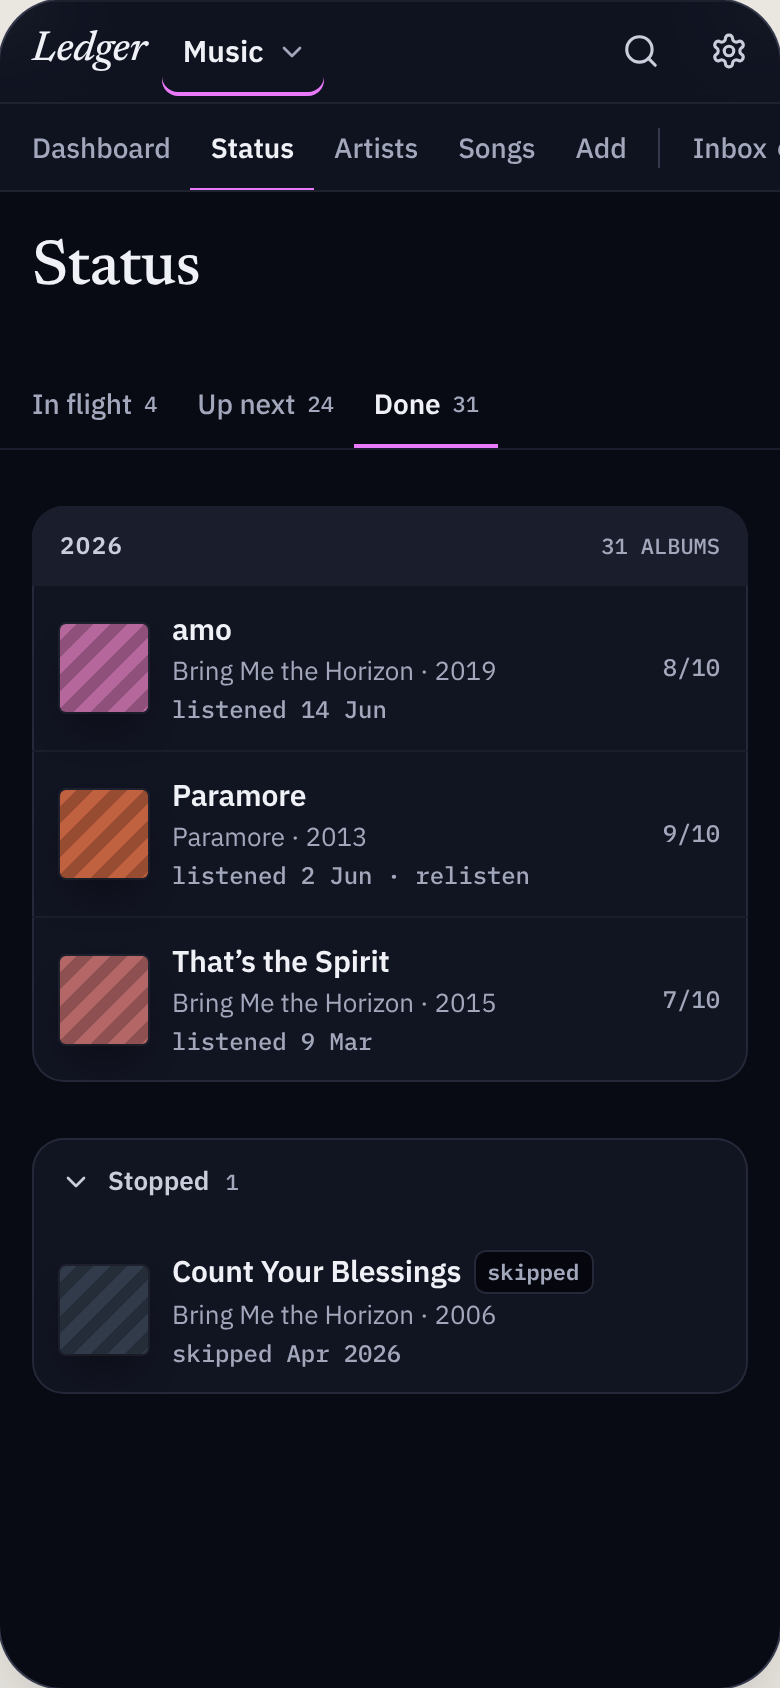 Ledger Music
Dashboard Status Artists Songs Add Inbox
Status
In flight 4 Up next 24 Done 31
2026 31 ALBUMS
amo
Bring Me the Horizon · 2019 8/10
listened 14 Jun
Paramore
Paramore · 2013 9/10
listened 2 Jun · relisten
That’s the Spirit
Bring Me the Horizon · 2015 7/10
listened 9 Mar
Stopped 1
Count Your Blessings skipped
Bring Me the Horizon · 2006
skipped Apr 2026